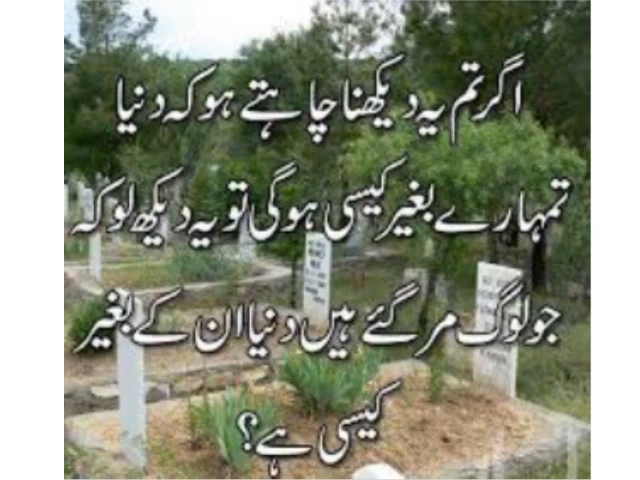 اگر تم یہ دیکھنا چاہتے ہو کہ دنیا
تمہارے بغیر کیسی ہوگی تو یہ دیکھ لو کہ
جو لوگ مر گئے ہیں دنیا ان کے بغیر
کیسی ہے؟